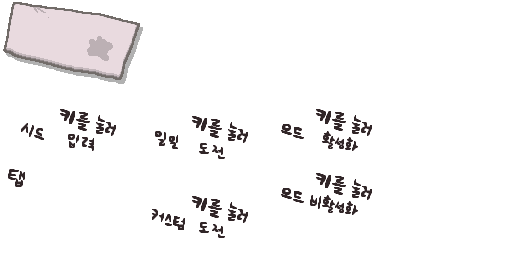 키를 눌러
시드 입력
키를 눌러
일일 도전
키를 눌러
모드 활성화
탭
키를 눌러
커스텀 도전
키를 눌러
모드 비활성화